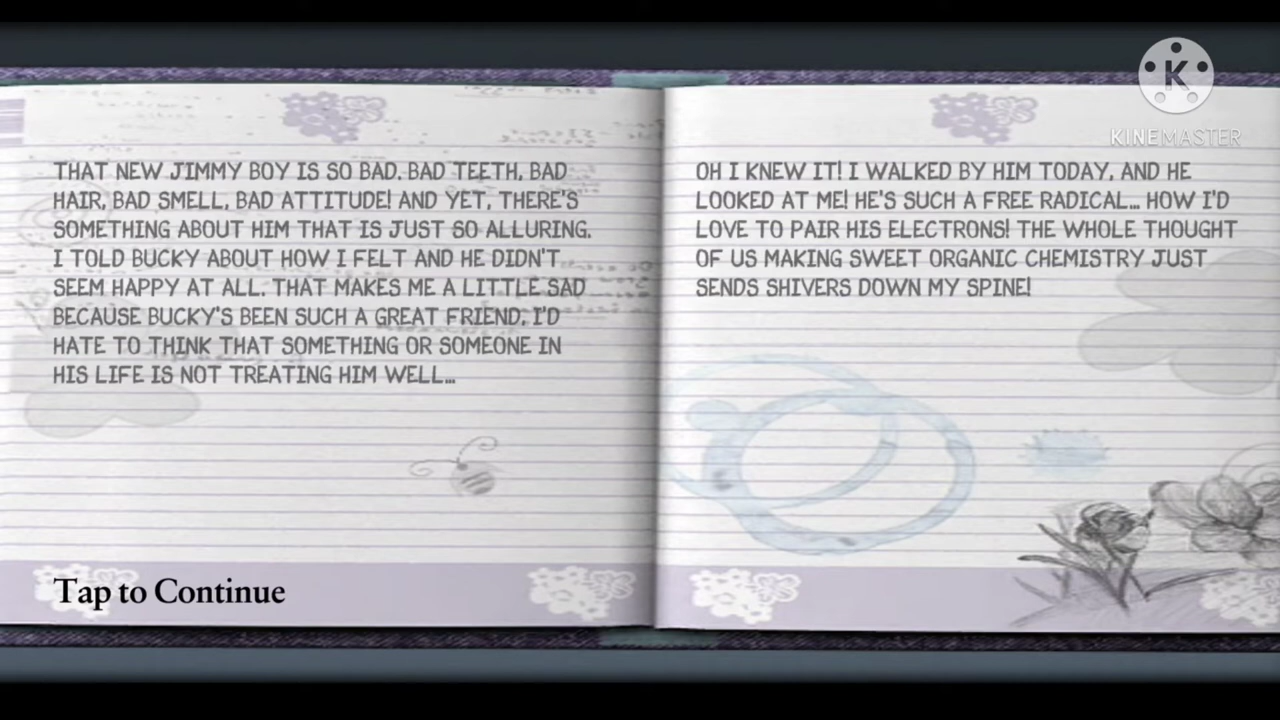 KINEMASTER
THAT NEW JIMMY BOY IS SO BAD. BAD TEETH, BAD
HAIR, BAD SMELL, BAD ATTITUDE! AND YET, THERE'S
SOMETHING ABOUT HIM THAT IS JUST SO ALLURING.
I TOLD BUCKY ABOUT HOW I FELT AND HE DIDN'T
SEEM HAPPY AT ALL. THAT MAKES ME A LITTLE SAD
BECAUSE BUCKY'S BEEN SUCH A GREAT FRIEND, I'D
HATE TO THINK THAT SOMETHING OR SOMEONE IN
HIS LIFE IS NOT TREATING HIM WELL...
Tap to Continue
OH I KNEW IT! I WALKED BY HIM TODAY, AND HE
LOOKED AT ME! HE'S SUCH A FREE RADICAL... HOW I'D
LOVE TO PAIR HIS ELECTRONS! THE WHOLE THOUGHT
OF US MAKING SWEET ORGANIC CHEMISTRY JUST
SENDS SHIVERS DOWN MY SPINE!